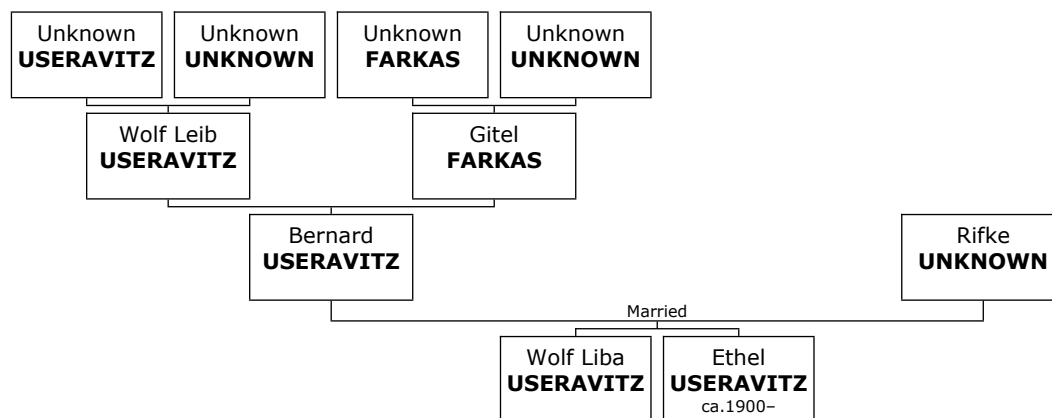 Unknown
USERAVITZ
Unknown
UNKNOWN
Unknown
FARKAS
Unknown
UNKNOWN
Wolf Leib
USERAVITZ
Gitel
FARKAS
Bernard
USERAVITZ
Rifke
UNKNOWN
Married
Wolf Liba
USERAVITZ
Ethel
USERAVITZ
ca.1900–